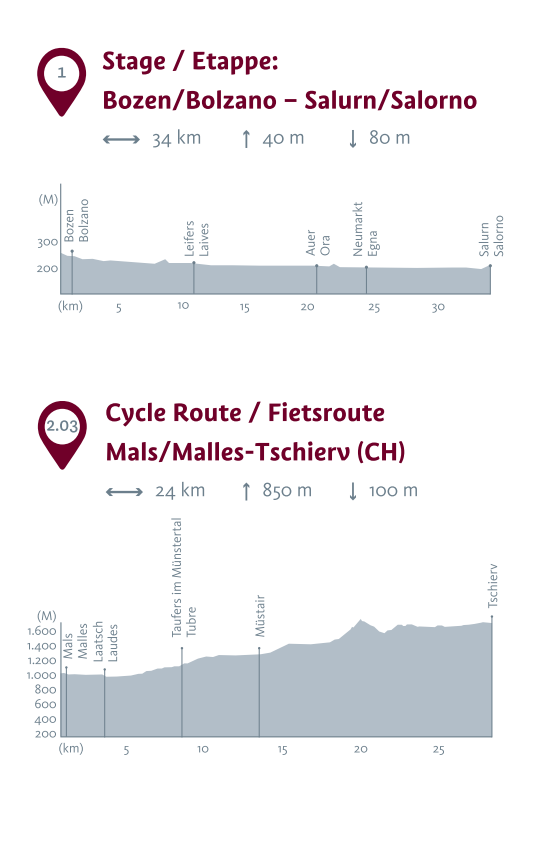 1
Stage / Etappe:
Bozen/Bolzano – Salurn/Salorno
34 km
40 m
80 m
(M)
300
200
Bozen
Bolzano
Leifers
Laives
Auer
Ora
Neumarkt
Egna
Salurn
Salorno
(km)
5
10
15
20
25
30
2.03
Cycle Route / Fietsroute
Mals/Malles-Tschierv (CH)
24 km
850 m
100 m
(M)
1.600
1.400
1.200
1.000
800
600
400
200
Mals
Malles
Laatsch
Laudes
Taufers im Münstertal
Tubre
Müstair
Tschierv
(km)
5
10
15
20
25